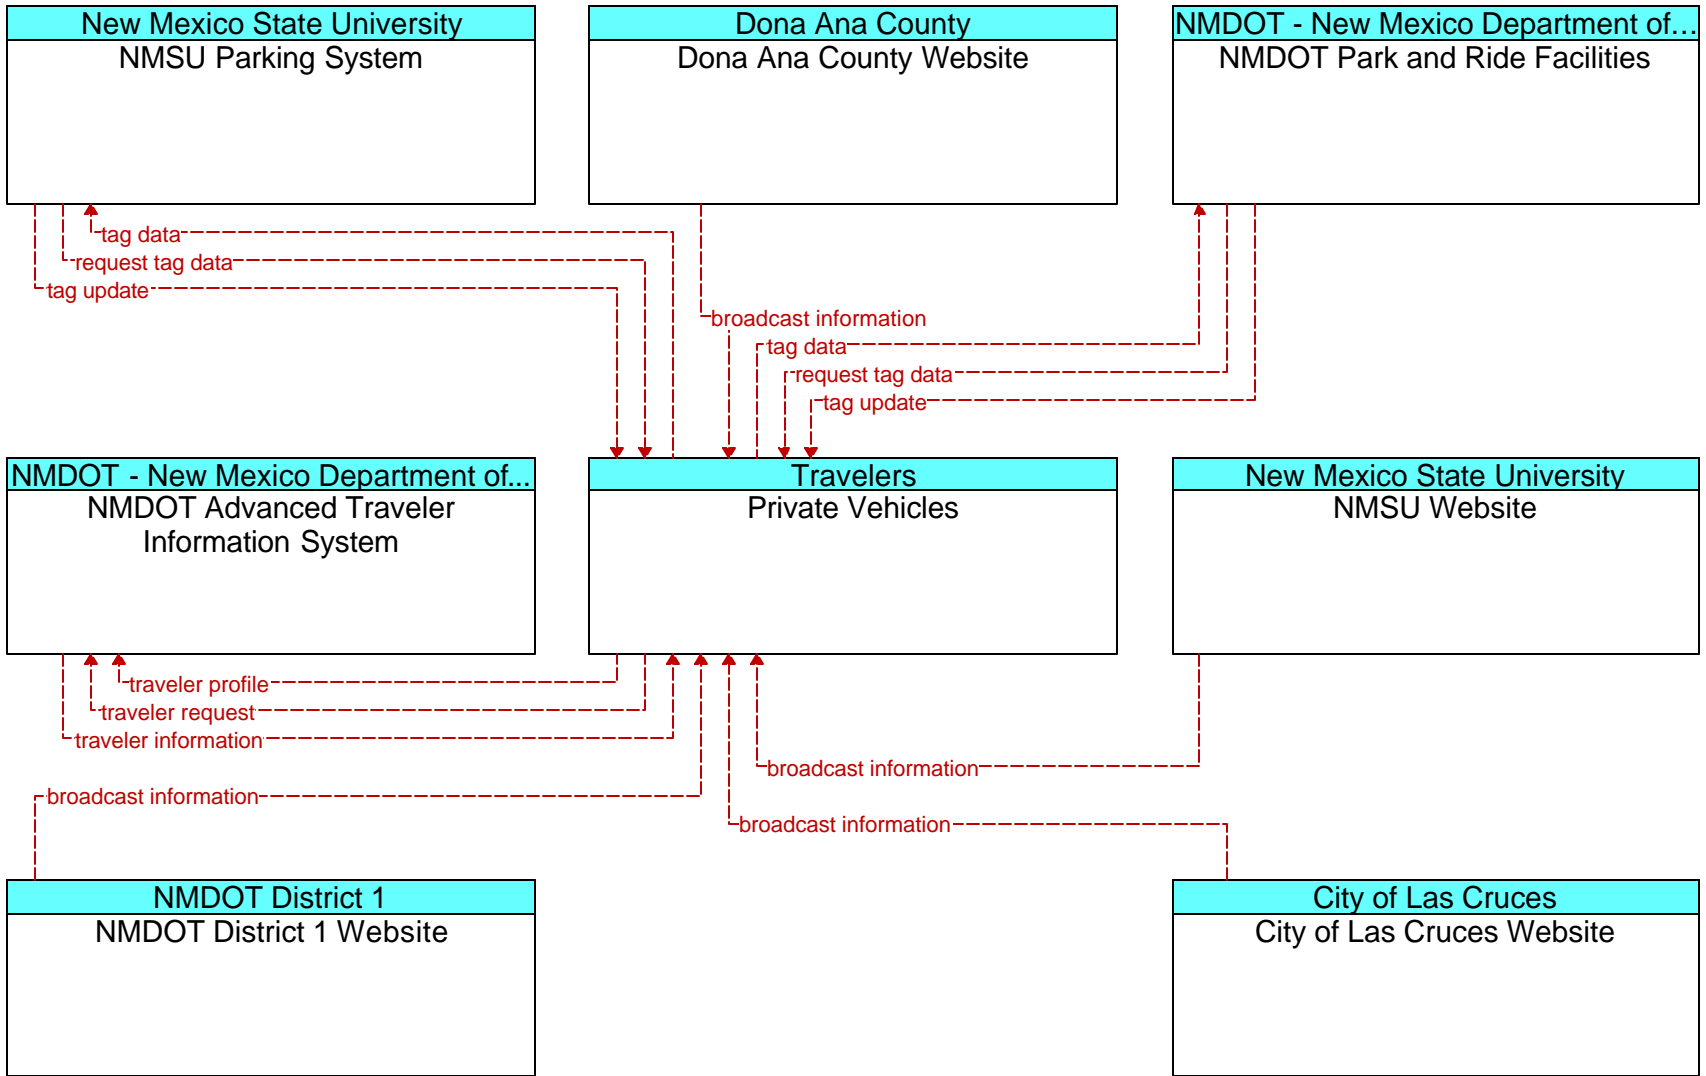 New Mexico State University
NMSU Parking System
Dona Ana County
Dona Ana County Website
NMDOT - New Mexico Department of...
NMDOT Park and Ride Facilities
tag data
request tag data
tag update
broadcast information
tag data
request tag data
tag update
NMDOT - New Mexico Department of...
NMDOT Advanced Traveler
Information System
Travelers
Private Vehicles
New Mexico State University
NMSU Website
traveler profile
traveler request
traveler information
broadcast information
broadcast information
broadcast information
NMDOT District 1
NMDOT District 1 Website
City of Las Cruces
City of Las Cruces Website